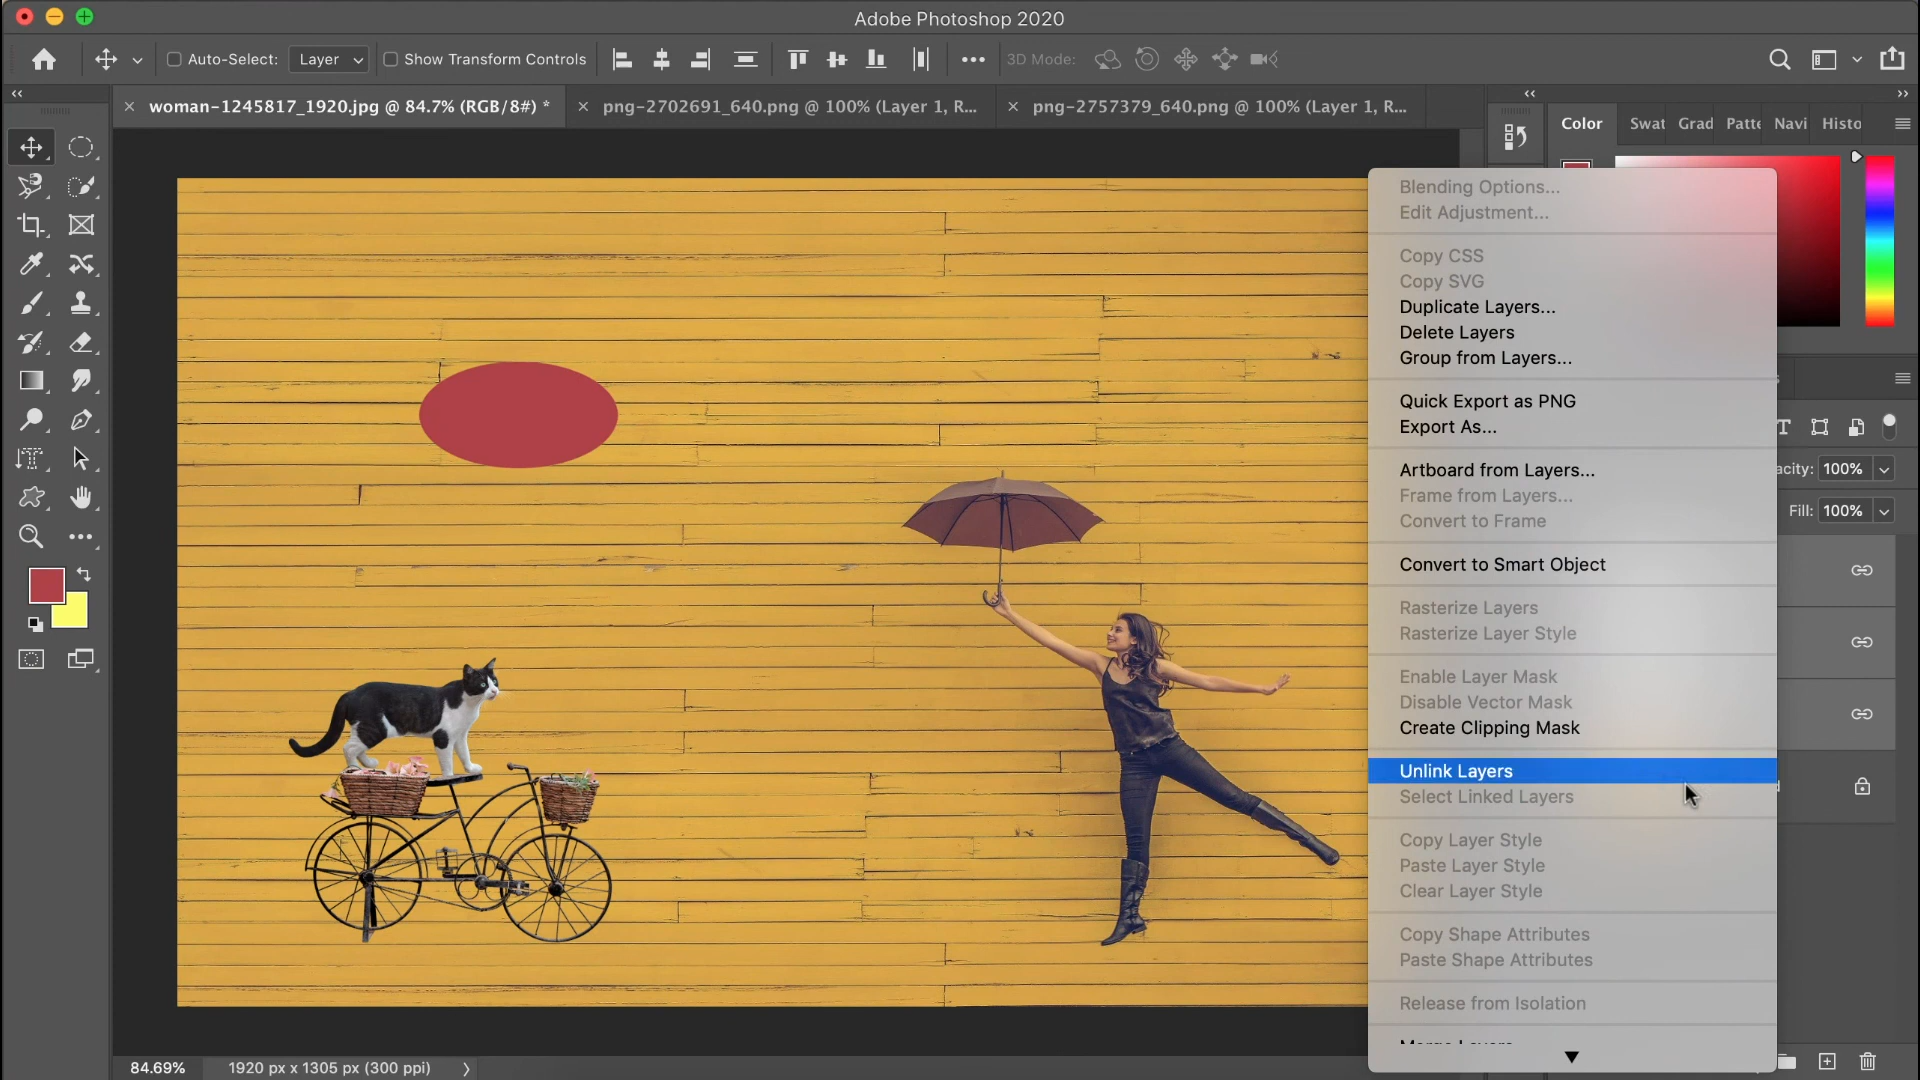 Adobe Photoshop 2020
Auto-Select: Layer Show Transform Controls 3D Mode:
woman-1245817_1920.jpg @ 84.7% (RGB/8#) * png-2702691_640.png @ 100% (Layer 1, R... png-2757379_640.png @ 100% (Layer 1, R...
Color Swat Grad Patte Navi Histo
Blending Options...
Edit Adjustment...
Copy CSS
Copy SVG
Duplicate Layers...
Delete Layers
Group from Layers...
Quick Export as PNG
Export As...
Artboard from Layers...
Frame from Layers...
Convert to Frame
Convert to Smart Object
Rasterize Layers
Rasterize Layer Style
Enable Layer Mask
Disable Vector Mask
Create Clipping Mask
Unlink Layers
Select Linked Layers
Copy Layer Style
Paste Layer Style
Clear Layer Style
Copy Shape Attributes
Paste Shape Attributes
Release from Isolation
Merge Layers
acity: 100%
Fill: 100%
84.69% 1920 px x 1305 px (300 ppi)